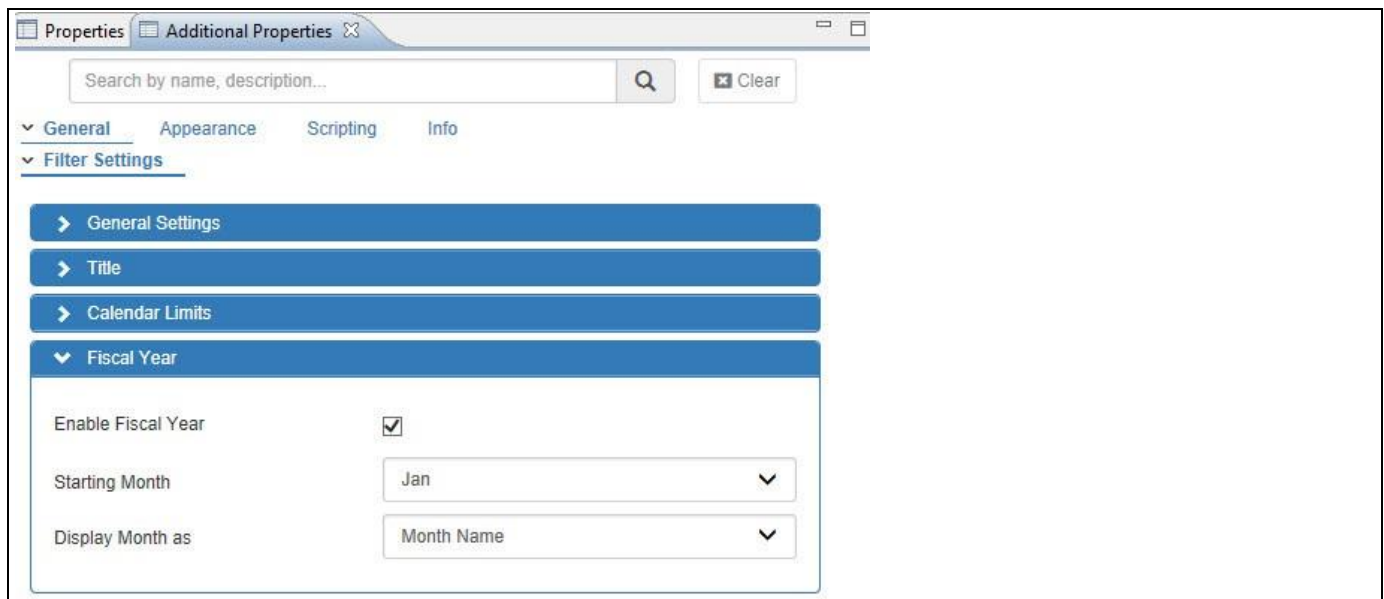 Properties Additional Properties
Search by name, description... Clear
General Appearance Scripting Info
Filter Settings
General Settings
Title
Calendar Limits
Fiscal Year
Enable Fiscal Year
Starting Month Jan
Display Month as Month Name